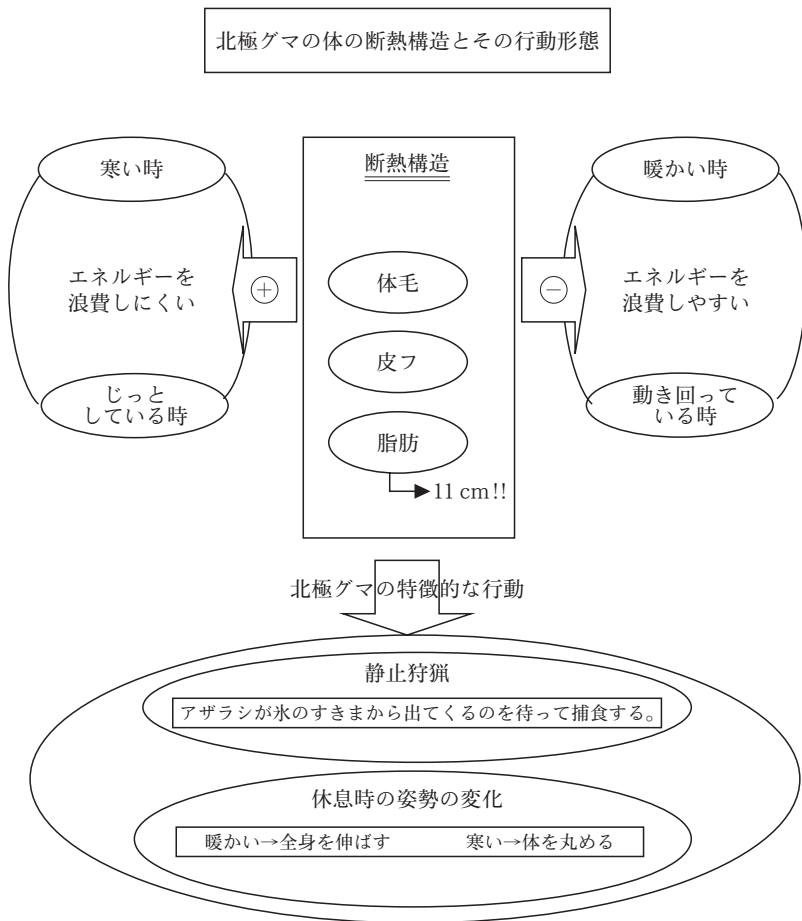 北極グマの体の断熱構造とその行動形態
寒い時
エネルギーを
浪費しにくい
じっと
している時
+
断熱構造
体毛
皮フ
脂肪
11 cm!!
−
暖かい時
エネルギーを
浪費しやすい
動き回って
いる時
北極グマの特徴的な行動
静止狩猟
アザラシが氷のすきまから出てくるのを待って捕食する。
休息時の姿勢の変化
暖かい→全身を伸ばす 寒い→体を丸める